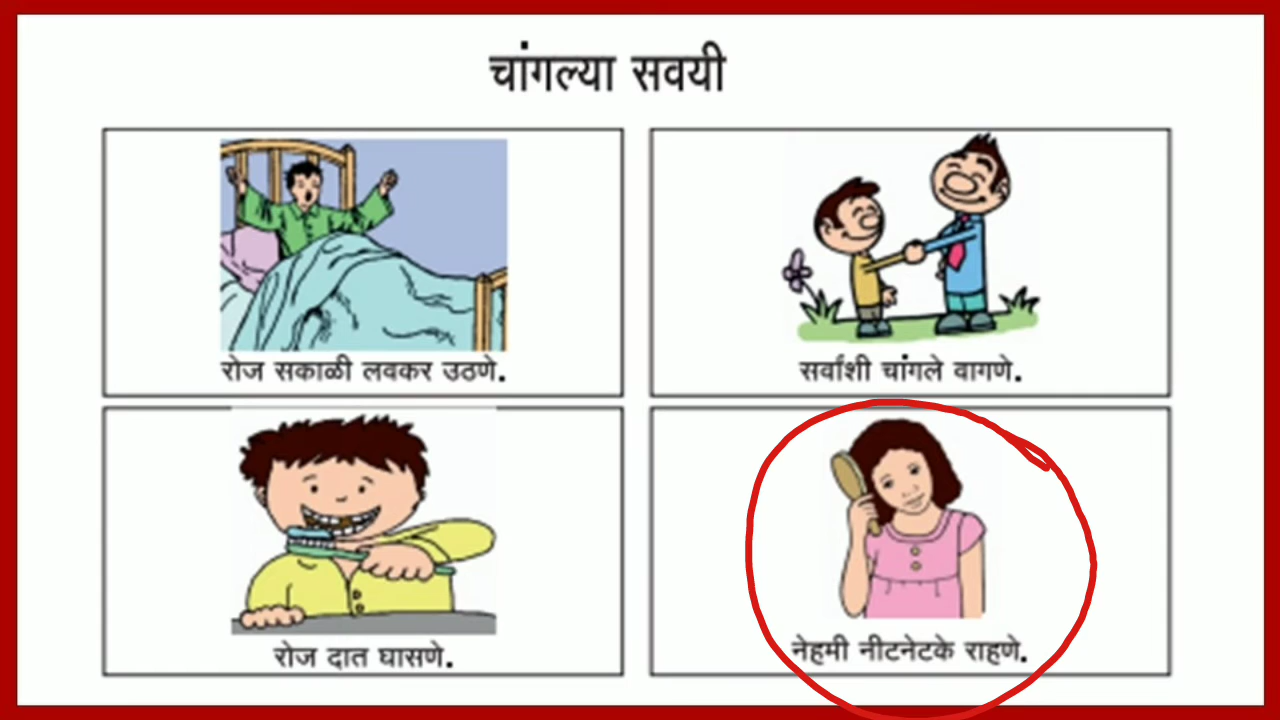 चांगल्या सवयी
रोज सकाळी लवकर उठणे.
सर्वांशी चांगले वागणे.
रोज दात घासणे.
नेहमी नीटनेटके राहणे.